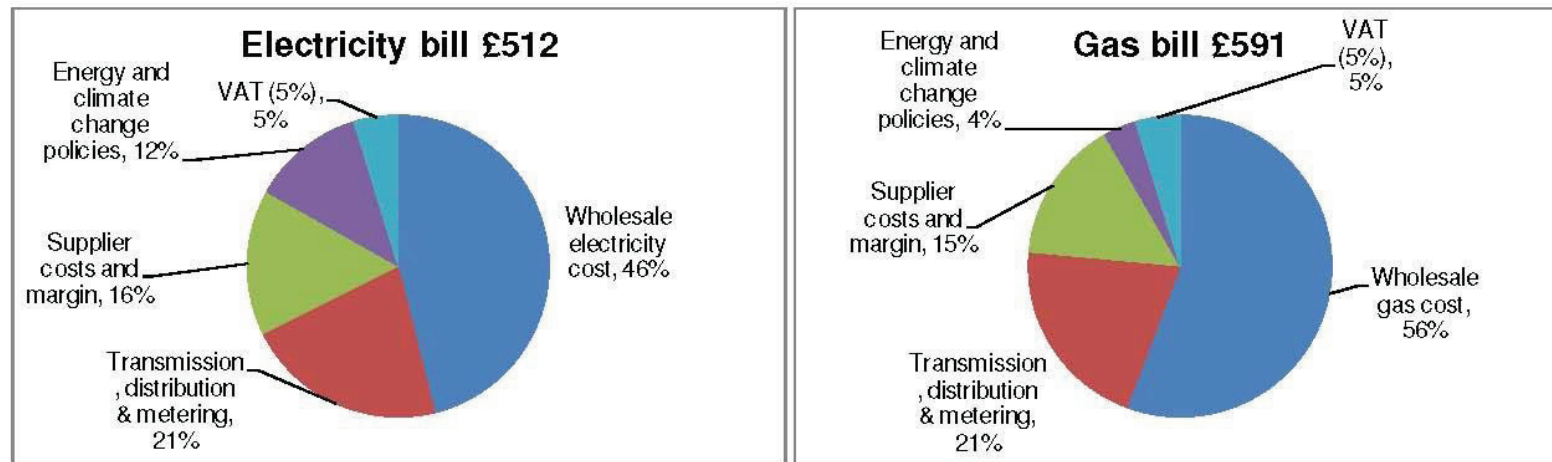 Electricity bill £512
Energy and
climate
change
policies, 12%
VAT (5%),
5%
Wholesale
electricity
cost, 46%
Supplier
costs and
margin, 16%
Transmission
, distribution
& metering,
21%
Gas bill £591
Energy and
climate
change
policies, 4%
VAT
(5%),
5%
Supplier
costs and
margin, 15%
Wholesale
gas cost,
56%
Transmission
, distribution
& metering,
21%